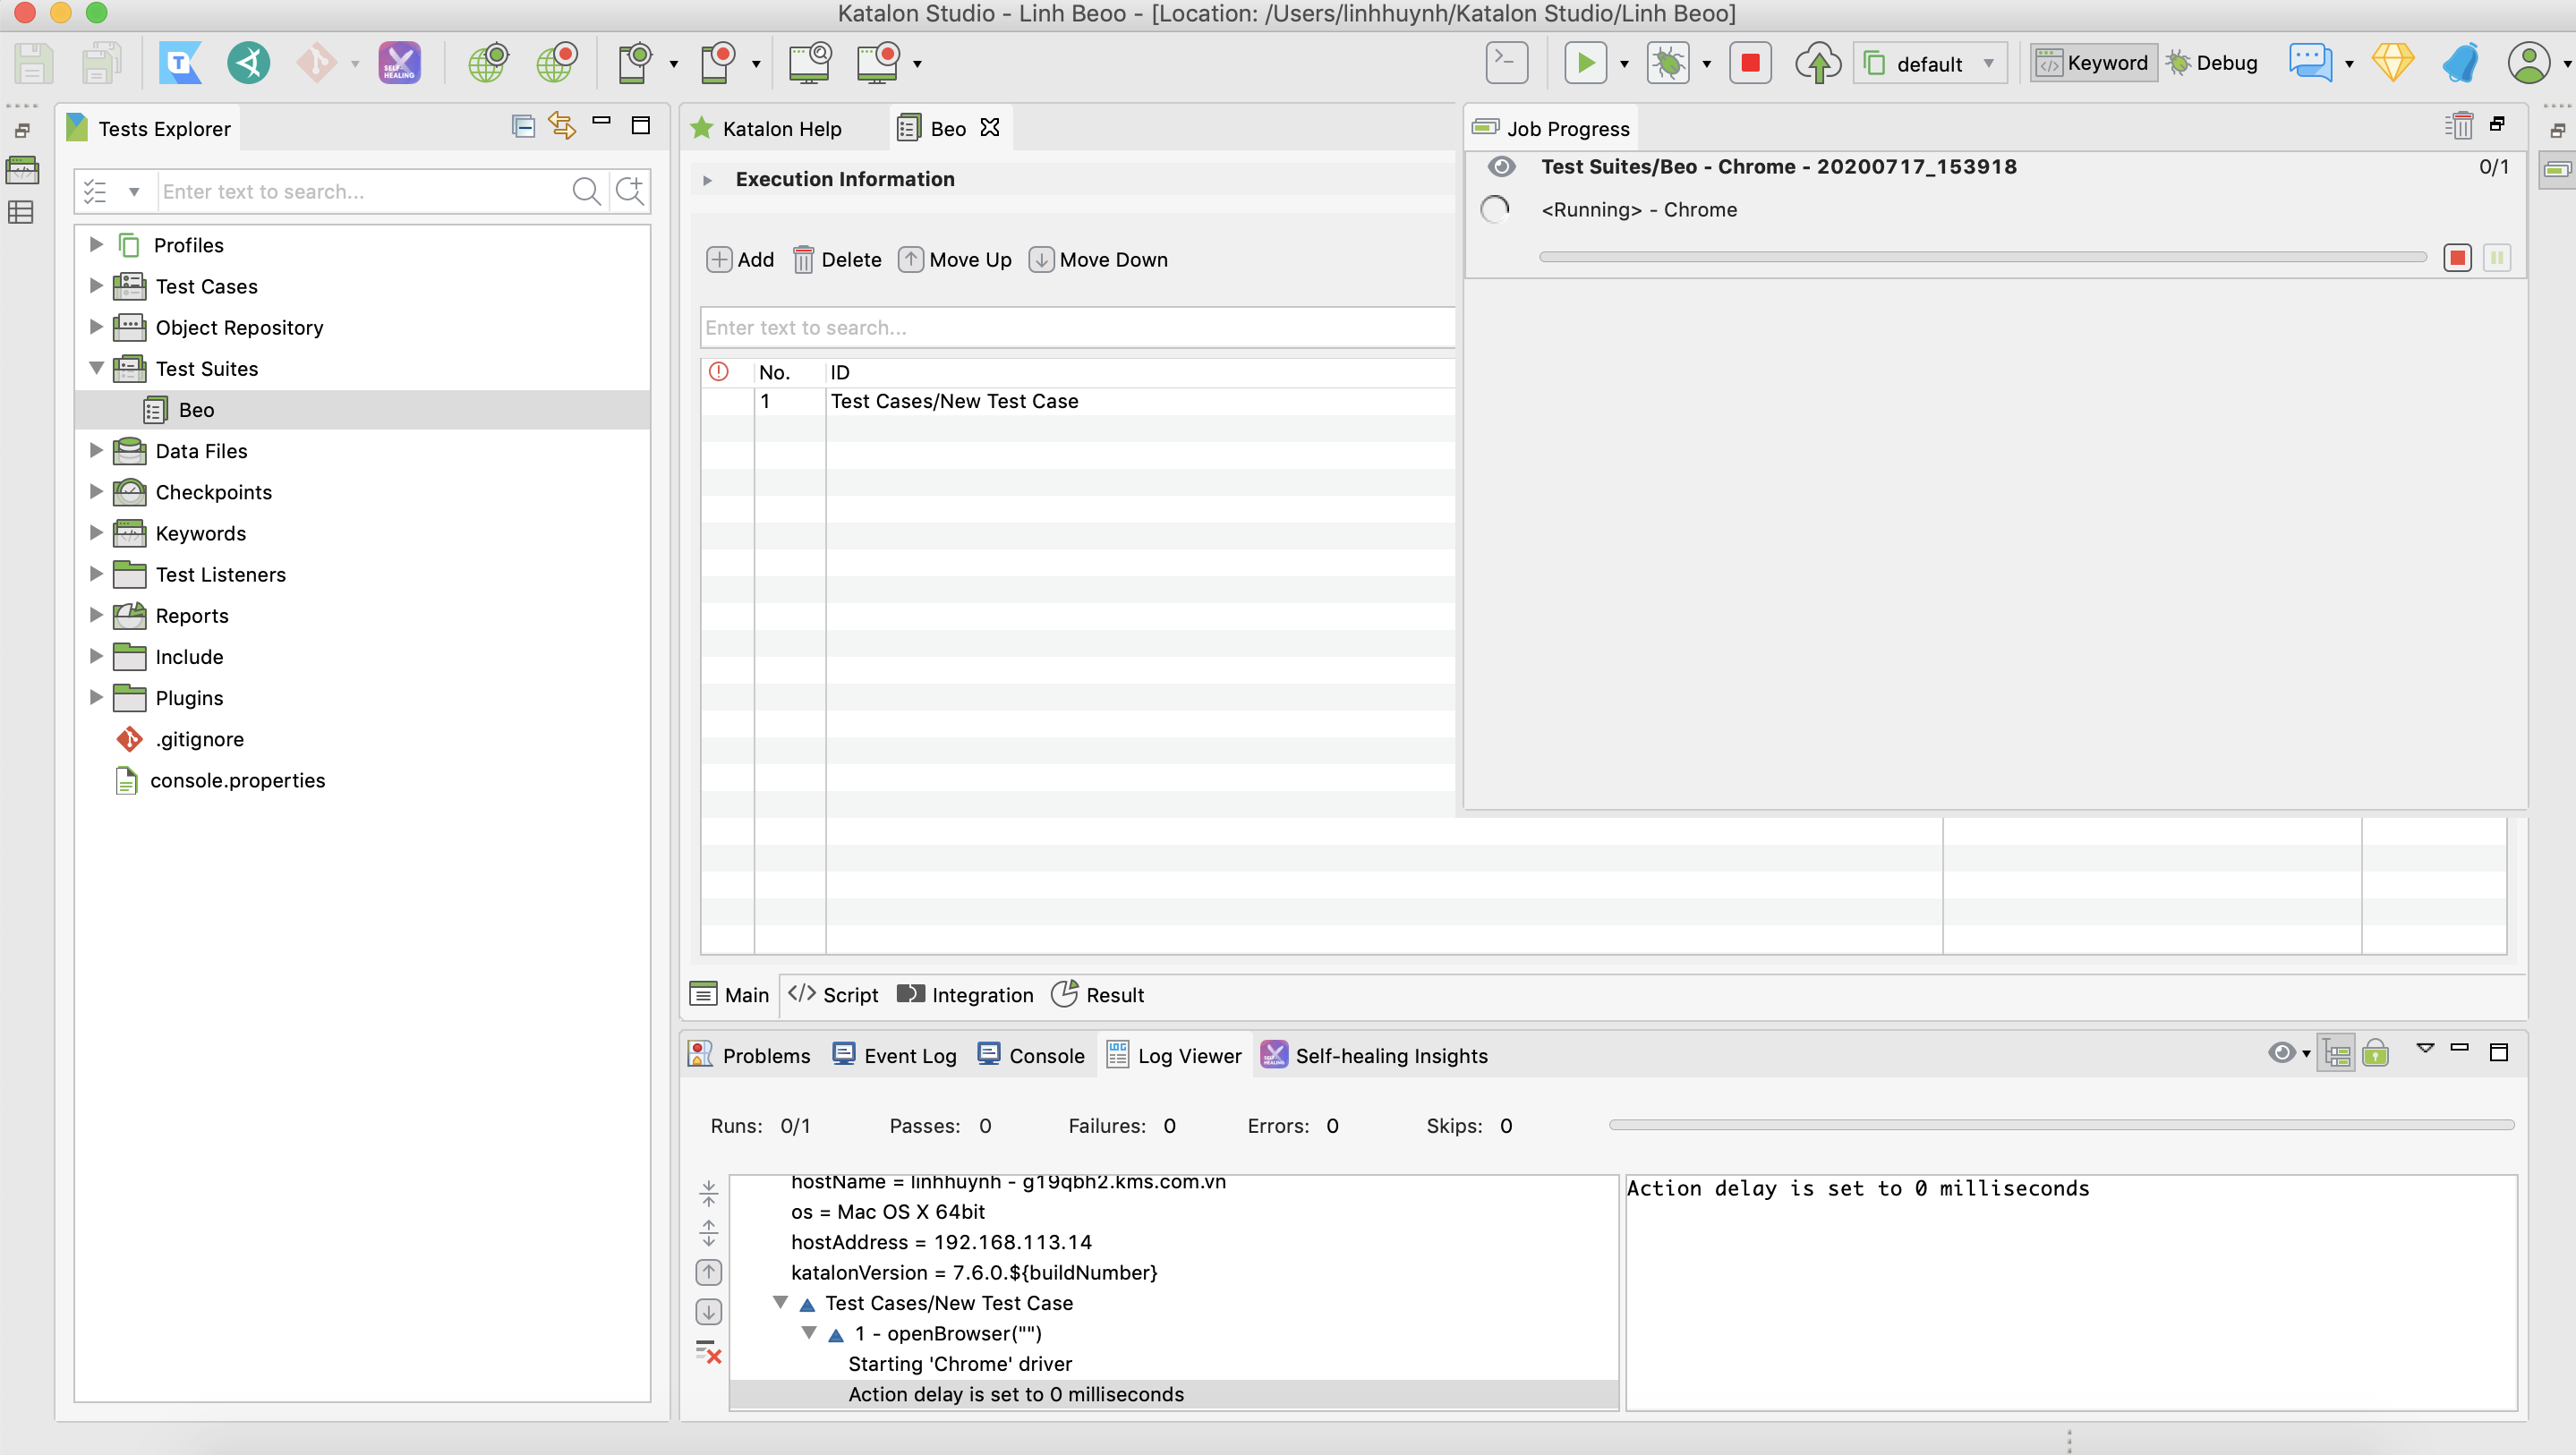 Katalon Studio - Linh Beoo - [Location: /Users/linhhuynh/Katalon Studio/Linh Beoo]
SELF-HEALING
default
Keyword
Debug
Tests Explorer
Enter text to search...
Profiles
Test Cases
Object Repository
Test Suites
Beo
Data Files
Checkpoints
Keywords
Test Listeners
Reports
Include
Plugins
.gitignore
console.properties
Katalon Help
Beo
Execution Information
Add
Delete
Move Up
Move Down
Enter text to search...
No.
ID
1
Test Cases/New Test Case
Job Progress
Test Suites/Beo - Chrome - 20200717_153918
0/1
<Running> - Chrome
Main
Script
Integration
Result
Problems
Event Log
Console
Log Viewer
Self-healing Insights
Runs: 0/1
Passes: 0
Failures: 0
Errors: 0
Skips: 0
hostName = linhhuynh - g19qbh2.kms.com.vn
os = Mac OS X 64bit
hostAddress = 192.168.113.14
katalonVersion = 7.6.0.${buildNumber}
Test Cases/New Test Case
1 - openBrowser("")
Starting 'Chrome' driver
Action delay is set to 0 milliseconds
Action delay is set to 0 milliseconds